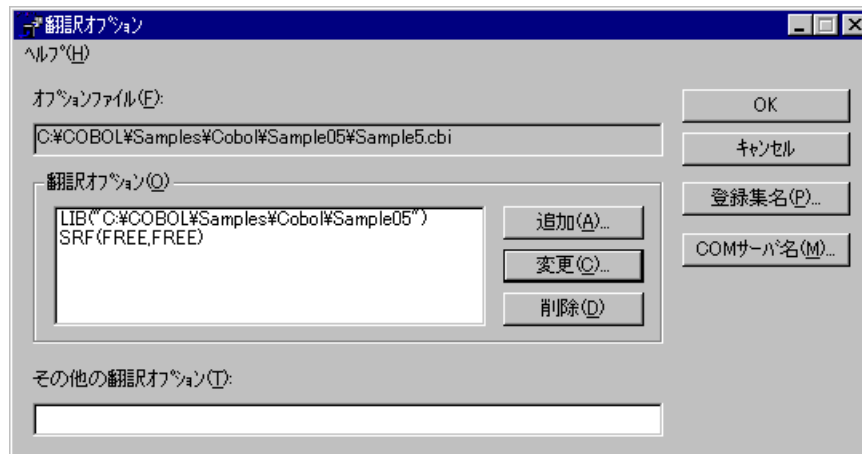 翻訳ｵﾌﾟｼｮﾝ
ﾍﾙﾌﾟ(H)
ｵﾌﾟｼｮﾝﾌｧｲﾙ(F):
C:¥COBOL¥Samples¥Cobol¥Sample05¥Sample5.cbi
翻訳ｵﾌﾟｼｮﾝ(O)
LIB("C:¥COBOL¥Samples¥Cobol¥Sample05")
SRF(FREE,FREE)
追加(A)...
変更(C)...
削除(D)
その他の翻訳ｵﾌﾟｼｮﾝ(T):
OK
ｷｬﾝｾﾙ
登録集名(P)...
COMｻｰﾊﾞ名(M)...